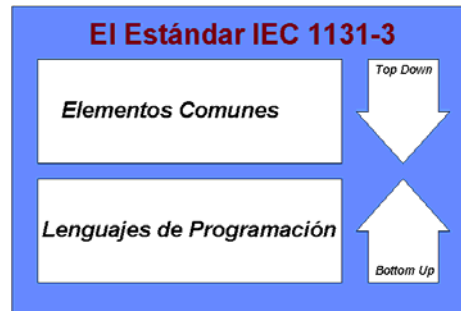 El Estándar IEC 1131-3
Top Down
Elementos Comunes
Lenguajes de Programación
Bottom Up